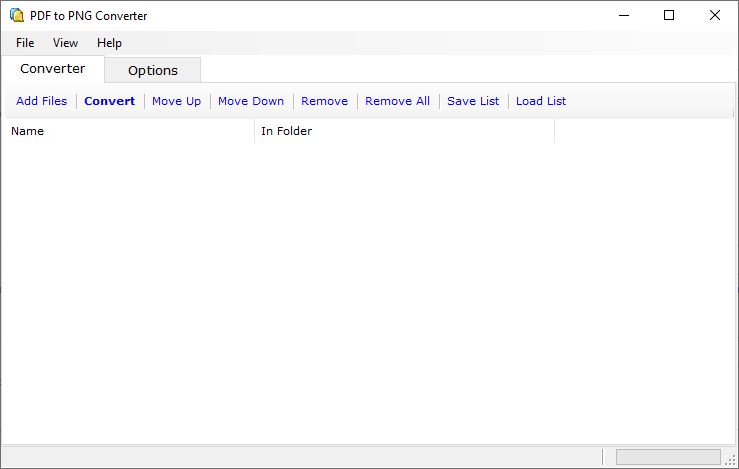 PDF to PNG Converter
File View Help
Converter Options
Add Files Convert Move Up Move Down Remove Remove All Save List Load List
Name In Folder